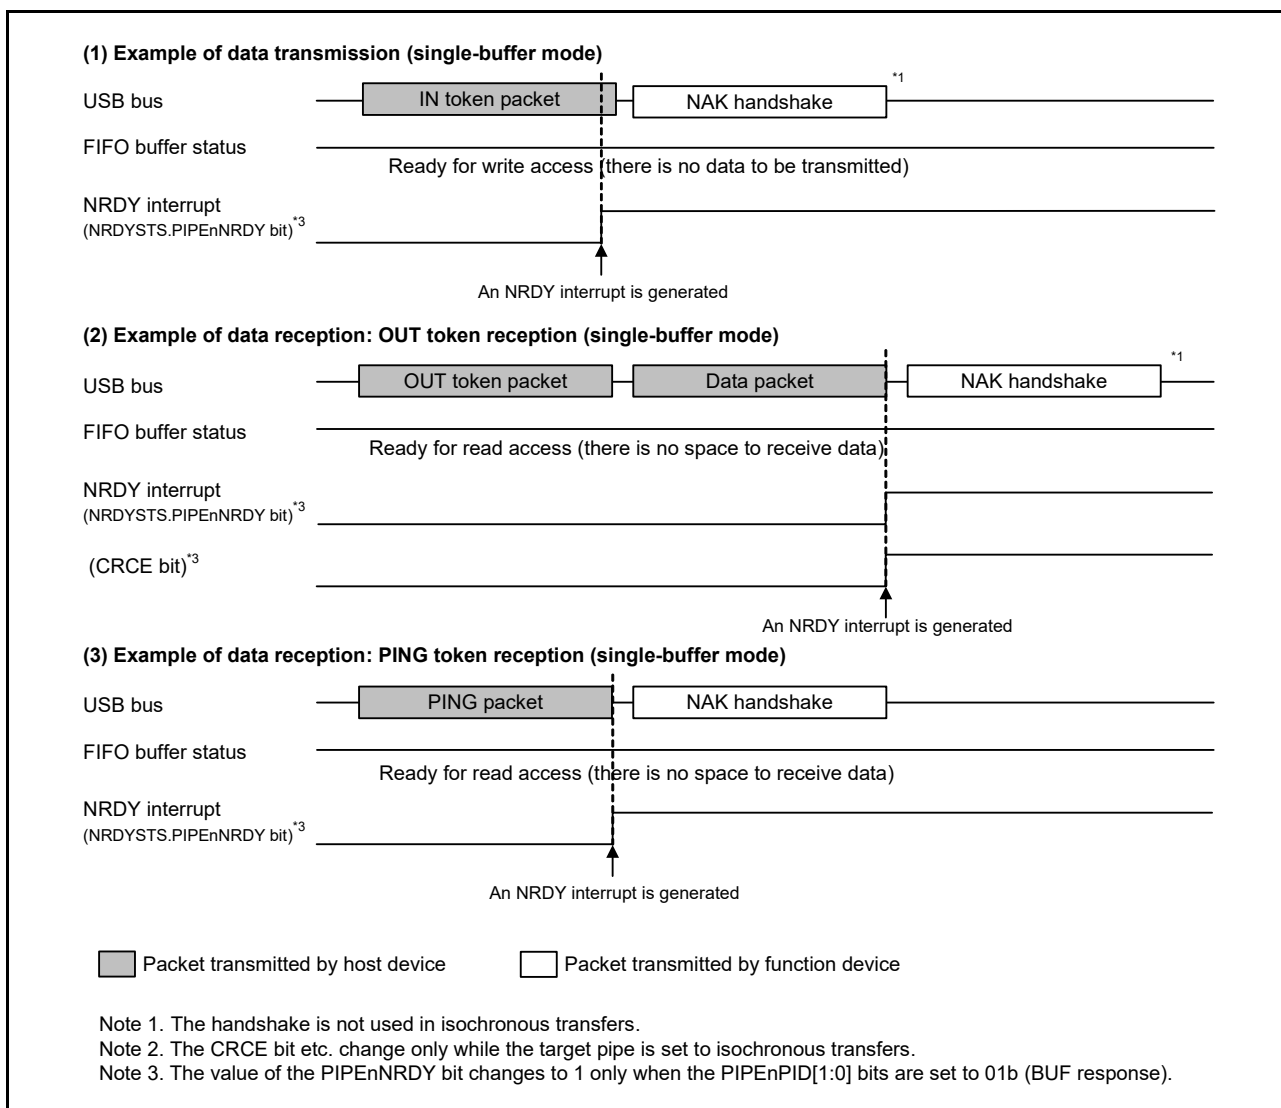 (1) Example of data transmission (single-buffer mode)
USB bus
IN token packet
NAK handshake
*1
FIFO buffer status
Ready for write access (there is no data to be transmitted)
NRDY interrupt
(NRDYSTS.PIPEnNRDY bit)*3
An NRDY interrupt is generated
(2) Example of data reception: OUT token reception (single-buffer mode)
USB bus
OUT token packet
Data packet
NAK handshake
*1
FIFO buffer status
Ready for read access (there is no space to receive data)
NRDY interrupt
(NRDYSTS.PIPEnNRDY bit)*3
(CRCE bit)*3
An NRDY interrupt is generated
(3) Example of data reception: PING token reception (single-buffer mode)
USB bus
PING packet
NAK handshake
FIFO buffer status
Ready for read access (there is no space to receive data)
NRDY interrupt
(NRDYSTS.PIPEnNRDY bit)*3
An NRDY interrupt is generated
Packet transmitted by host device
Packet transmitted by function device
Note 1. The handshake is not used in isochronous transfers.
Note 2. The CRCE bit etc. change only while the target pipe is set to isochronous transfers.
Note 3. The value of the PIPEnNRDY bit changes to 1 only when the PIPEnPID[1:0] bits are set to 01b (BUF response).